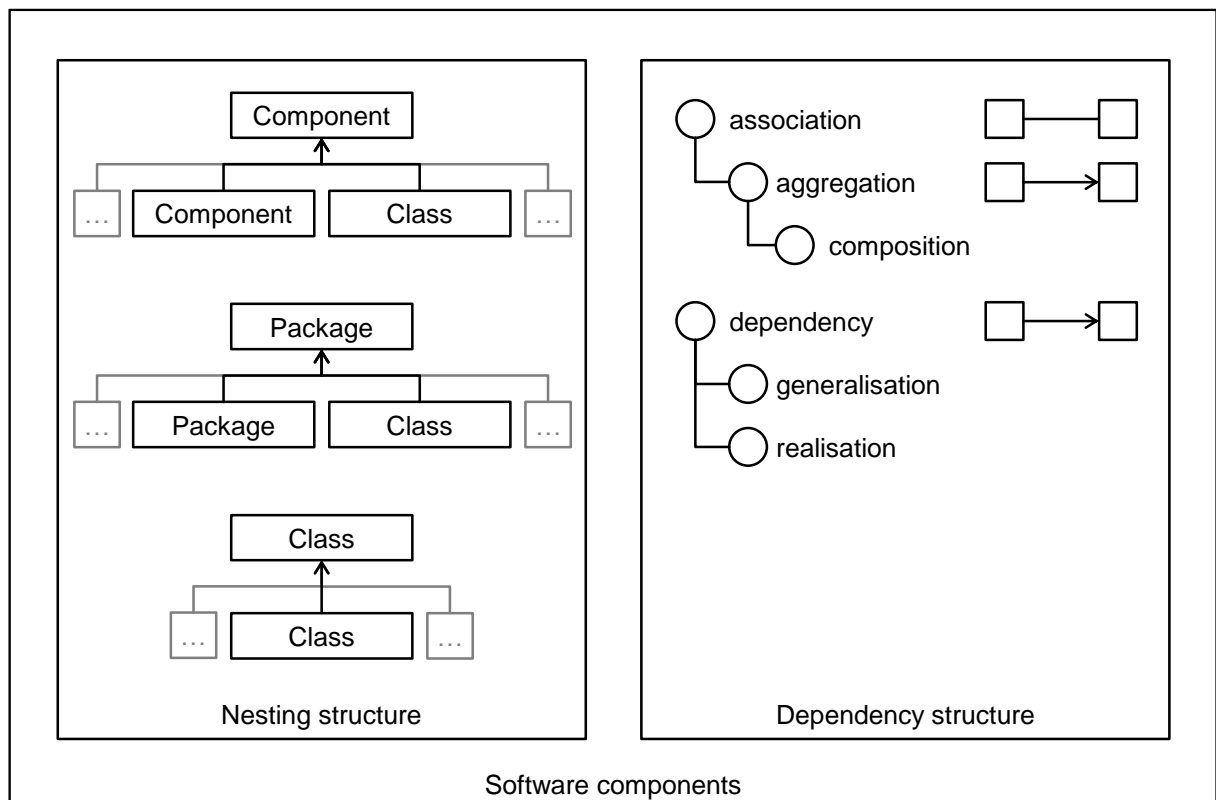 Component
... Component Class ...
Package
... Package Class ...
Class
... Class ...
Nesting structure
association
aggregation
composition
dependency
generalisation
realisation
Dependency structure
Software components